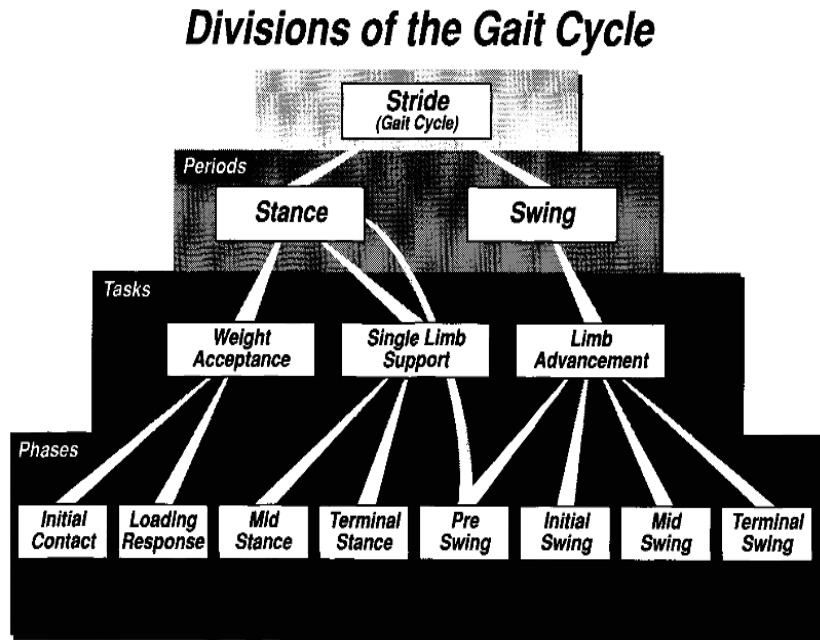 Divisions of the Gait Cycle
Stride
(Gait Cycle)
Periods
Stance
Swing
Tasks
Weight
Acceptance
Single Limb
Support
Limb
Advancement
Phases
Initial
Contact
Loading
Response
Mid
Stance
Terminal
Stance
Pre
Swing
Initial
Swing
Mid
Swing
Terminal
Swing